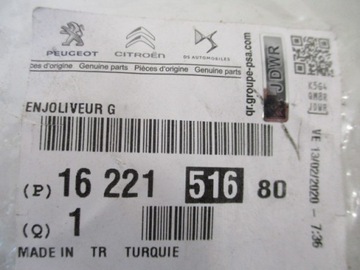 PEUGEOT CITROËN DS AUTOMOBILES
Pièces d'origine Genuine parts Pièces d'origine Genuine parts
qr.groupe-psa.com
JDWR
ENJOLIVEUR G
(P) 16 221 516 80
(Q) 1
MADE IN TR TURQUIE
VE 13/02/2020 - 7:36